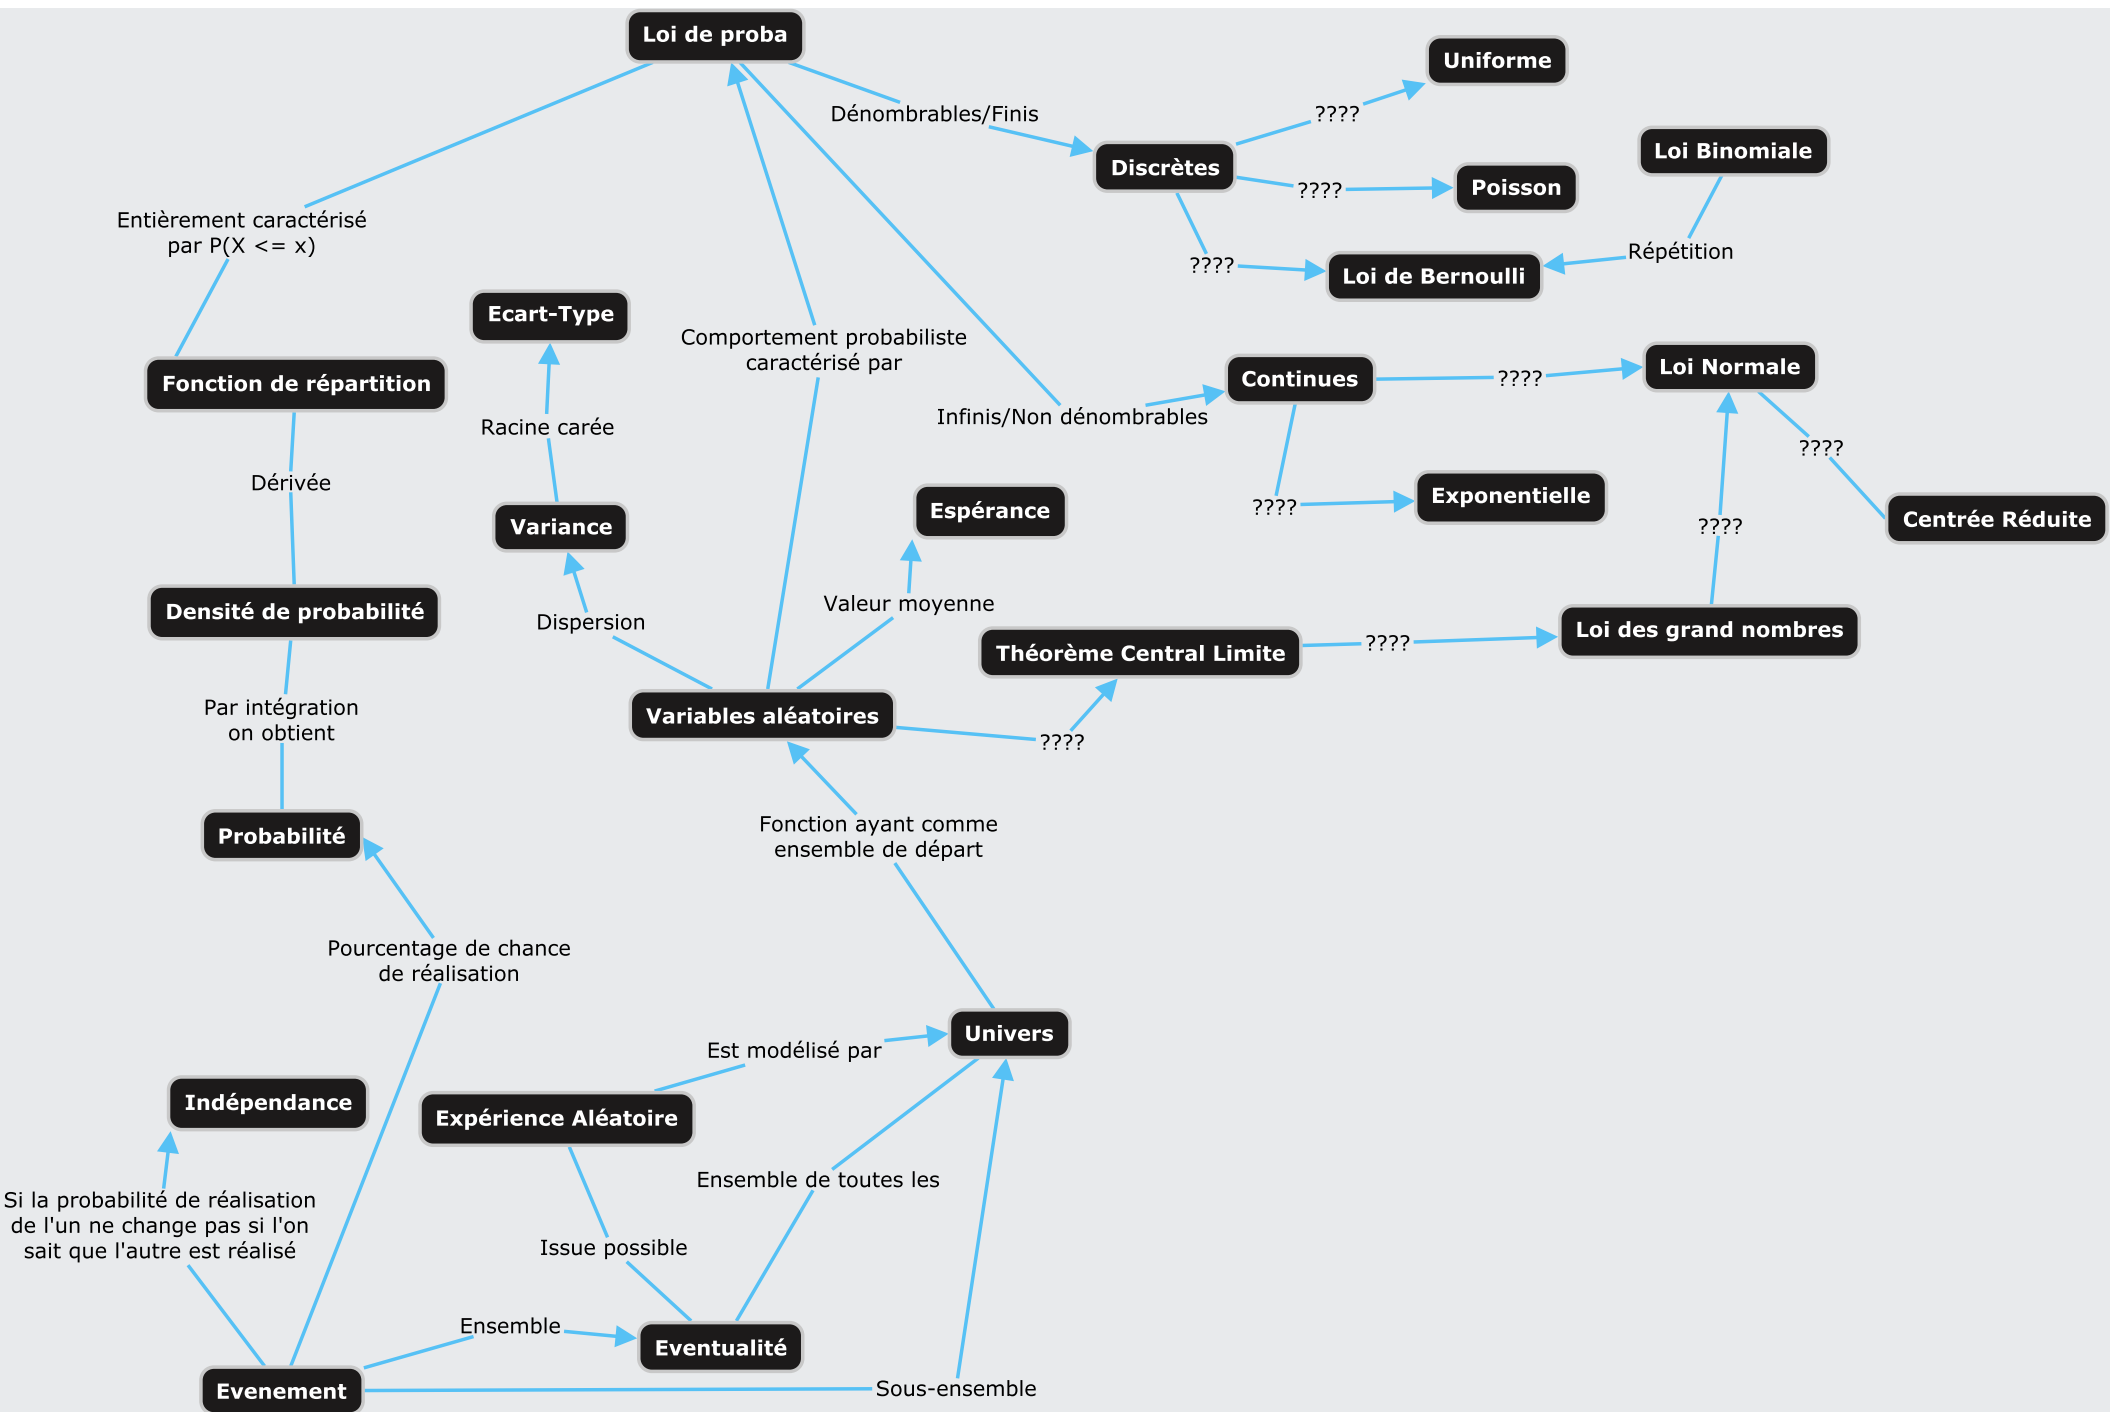 Loi de proba
Uniforme
Dénombrables/Finis
????
Loi Binomiale
Discrètes
????
Poisson
Entièrement caractérisé
par P(X <= x)
????
Répétition
Loi de Bernoulli
Ecart-Type
Comportement probabiliste
caractérisé par
Fonction de répartition
Continues
????
Loi Normale
Racine carée
Infinis/Non dénombrables
????
Dérivée
Exponentielle
????
Espérance
Centrée Réduite
Variance
????
Densité de probabilité
Dispersion
Valeur moyenne
Théorème Central Limite
????
Loi des grand nombres
Par intégration
on obtient
Variables aléatoires
????
Probabilité
Fonction ayant comme
ensemble de départ
Pourcentage de chance
de réalisation
Univers
Est modélisé par
Indépendance
Expérience Aléatoire
Ensemble de toutes les
Si la probabilité de réalisation
de l'un ne change pas si l'on
sait que l'autre est réalisé
Issue possible
Ensemble
Eventualité
Evenement
Sous-ensemble